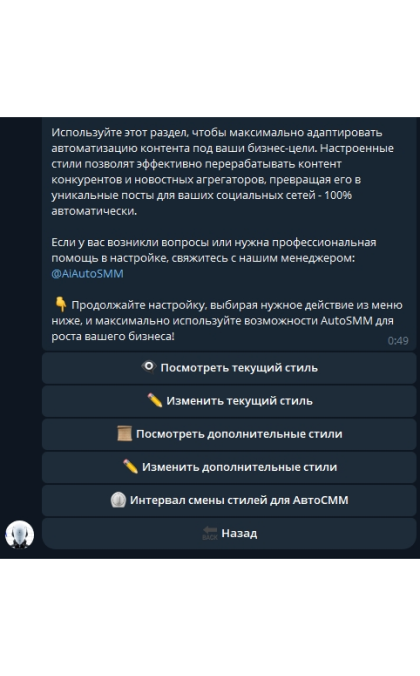 Используйте этот раздел, чтобы максимально адаптировать
автоматизацию контента под ваши бизнес-цели. Настроенные
стили позволят эффективно перерабатывать контент
конкурентов и новостных агрегаторов, превращая его в
уникальные посты для ваших социальных сетей - 100%
автоматически.
Если у вас возникли вопросы или нужна профессиональная
помощь в настройке, свяжитесь с нашим менеджером:
@AiAutoSMM
👇 Продолжайте настройку, выбирая нужное действие из меню
ниже, и максимально используйте возможности AutoSMM для
роста вашего бизнеса!
0:49
Посмотреть текущий стиль
Изменить текущий стиль
Посмотреть дополнительные стили
Изменить дополнительные стили
Интервал смены стилей для АвтоСММ
BACK Назад